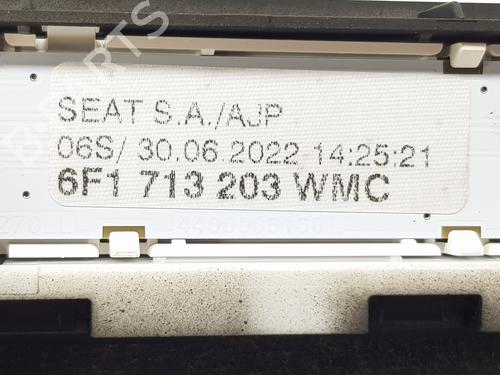 SEAT S.A./AJP
06S/ 30.06.2022 14:25:21
6F1 713 203 WMC